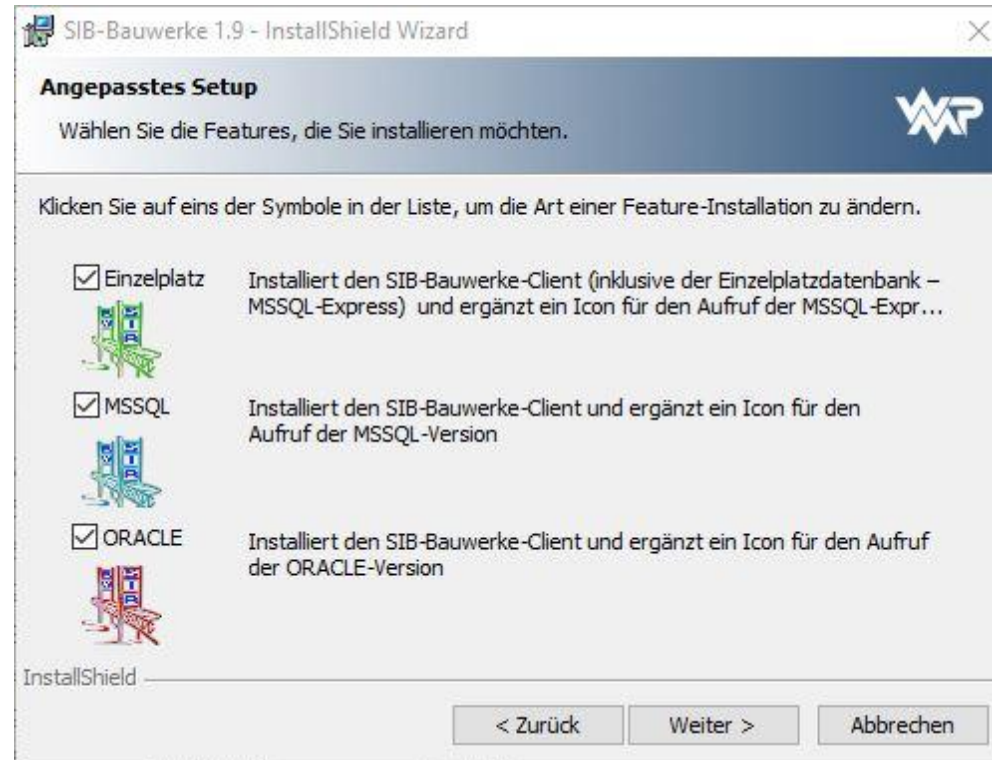 SIB-Bauwerke 1.9 - InstallShield Wizard
Angepasstes Setup
Wählen Sie die Features, die Sie installieren möchten.
WMP
Klicken Sie auf eins der Symbole in der Liste, um die Art einer Feature-Installation zu ändern.
Einzelplatz
Installiert den SIB-Bauwerke-Client (inklusive der Einzelplatzdatenbank –
MSSQL-Express) und ergänzt ein Icon für den Aufruf der MSSQL-Expr...
SIB
MSSQL
Installiert den SIB-Bauwerke-Client und ergänzt ein Icon für den
Aufruf der MSSQL-Version
SIB
ORACLE
Installiert den SIB-Bauwerke-Client und ergänzt ein Icon für den Aufruf
der ORACLE-Version
SIB
InstallShield
< Zurück
Weiter >
Abbrechen